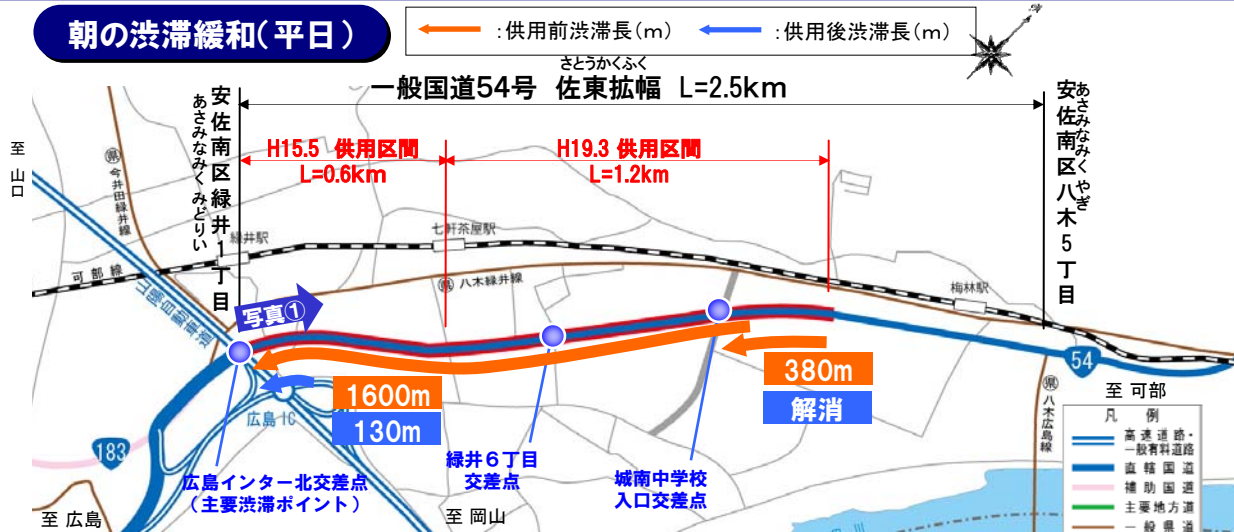 朝の渋滞緩和(平日)
:供用前渋滞長(m)
:供用後渋滞長(m)
さとうかくふく
一般国道54号 佐東拡幅 L=2.5km
安佐南区緑井1丁目
あさみなみくみどりい
安佐南区八木5丁目
あさみなみく やぎ
H15.5 供用区間
L=0.6km
H19.3 供用区間
L=1.2km
至 山口
県 今井田緑井線
緑井駅
七軒茶屋駅
可部線
山陽自動車道
県 八木緑井線
梅林駅
写真①
54
1600m
130m
380m
解消
広島IC
183
広島インター北交差点
(主要渋滞ポイント)
緑井6丁目
交差点
城南中学校
入口交差点
県 八木広島線
至 可部
至 広島
至 岡山
凡 例
高速道路・
一般有料道路
直轄国道
補助国道
主要地方道
一般県道